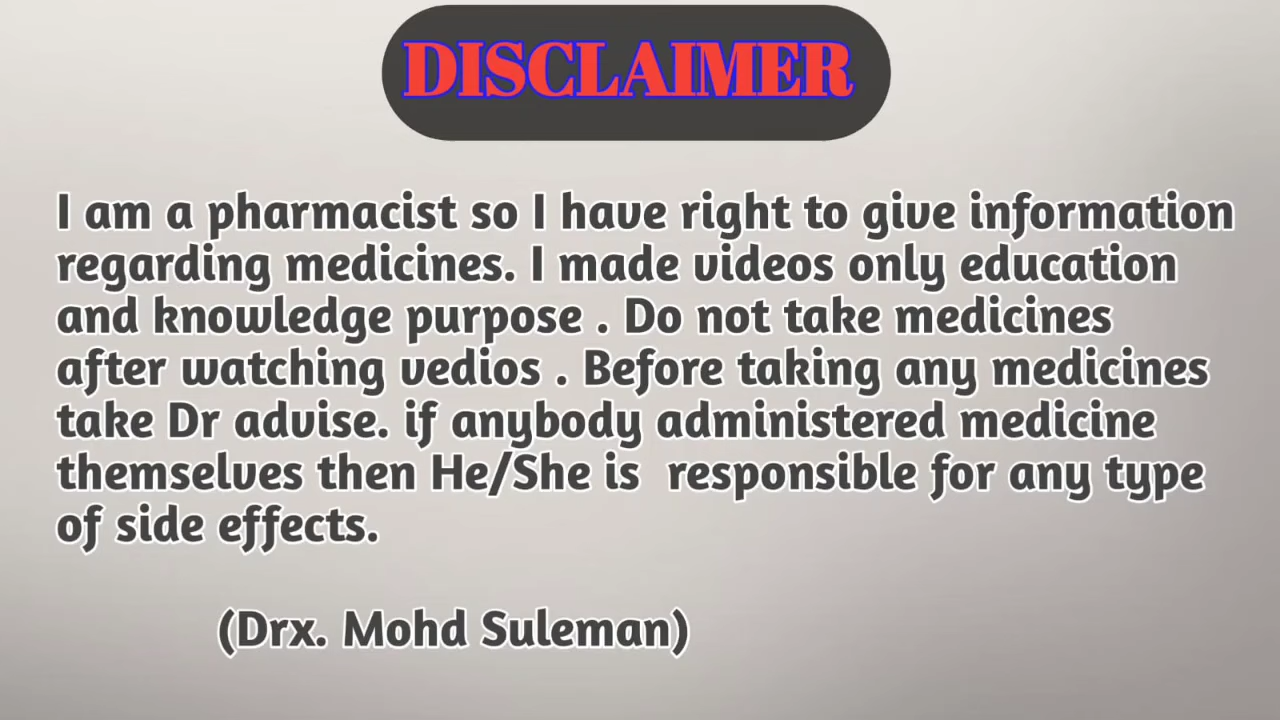 DISCLAIMER
I am a pharmacist so I have right to give information
regarding medicines. I made videos only education
and knowledge purpose . Do not take medicines
after watching vedios . Before taking any medicines
take Dr advise. if anybody administered medicine
themselves then He/She is  responsible for any type
of side effects.
(Drx. Mohd Suleman)